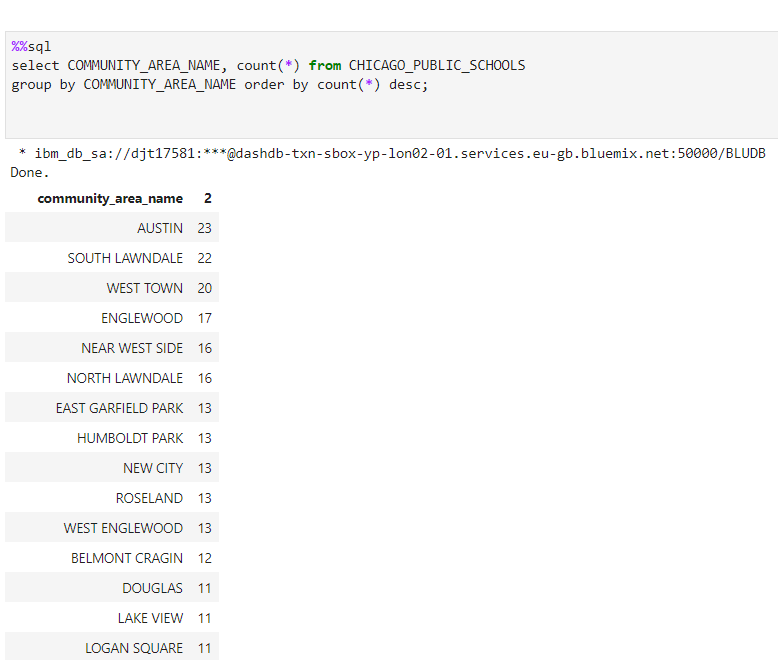 %%sql
select COMMUNITY_AREA_NAME, count(*) from CHICAGO_PUBLIC_SCHOOLS
group by COMMUNITY_AREA_NAME order by count(*) desc;
* ibm_db_sa://djt17581:***@dashdb-txn-sbox-yp-lon02-01.services.eu-gb.bluemix.net:50000/BLUDB
Done.
community_area_name 2
AUSTIN 23
SOUTH LAWNDALE 22
WEST TOWN 20
ENGLEWOOD 17
NEAR WEST SIDE 16
NORTH LAWNDALE 16
EAST GARFIELD PARK 13
HUMBOLDT PARK 13
NEW CITY 13
ROSELAND 13
WEST ENGLEWOOD 13
BELMONT CRAGIN 12
DOUGLAS 11
LAKE VIEW 11
LOGAN SQUARE 11